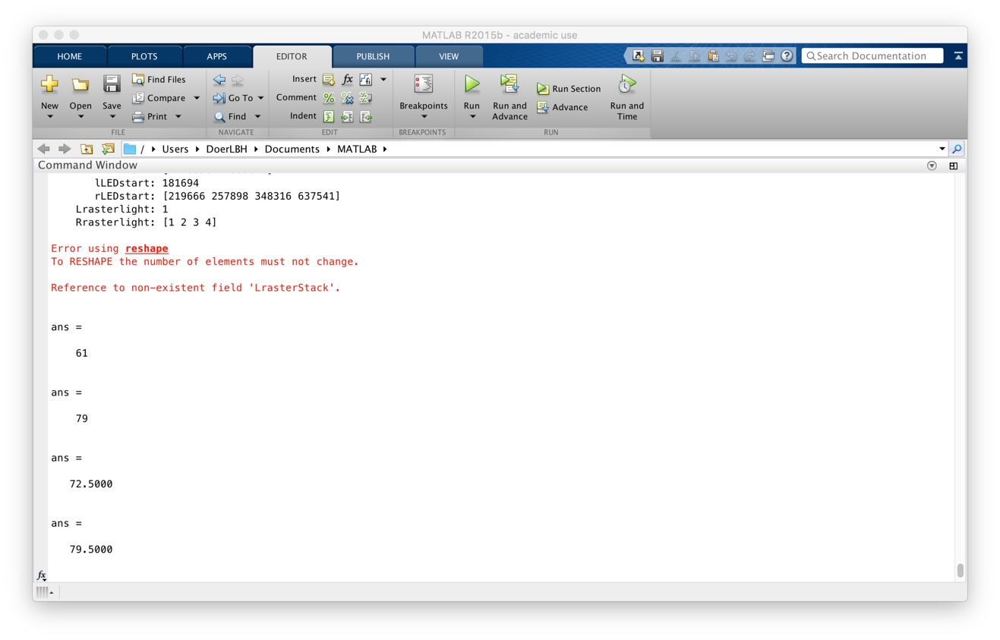 MATLAB R2015b - academic use
HOME PLOTS APPS EDITOR PUBLISH VIEW Search Documentation
New Open Save Find Files Compare Print
FILE
Go To Find
NAVIGATE
Insert fx
Comment
Indent
EDIT
Breakpoints
BREAKPOINTS
Run Run and Advance Run Section Advance Run and Time
RUN
/ Users DoerLBH Documents MATLAB
Command Window
lLEDstart: 181694
rLEDstart: [219666 257898 348316 637541]
Lrasterlight: 1
Rrasterlight: [1 2 3 4]
Error using reshape
To RESHAPE the number of elements must not change.
Reference to non-existent field 'LrasterStack'.
ans =
61
ans =
79
ans =
72.5000
ans =
79.5000
fx